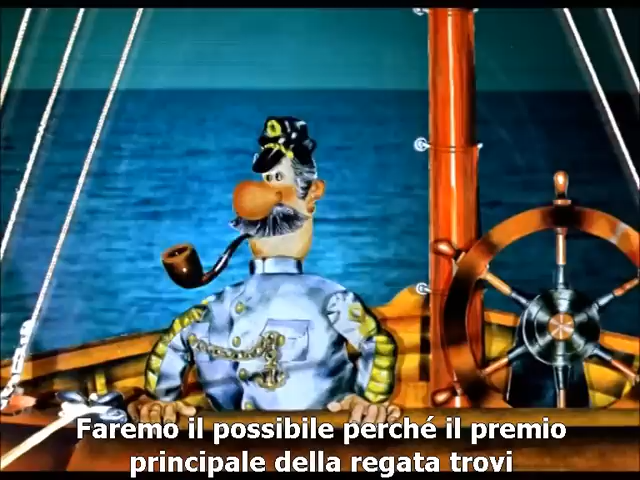 Faremo il possibile perché il premio
principale della regata trovi